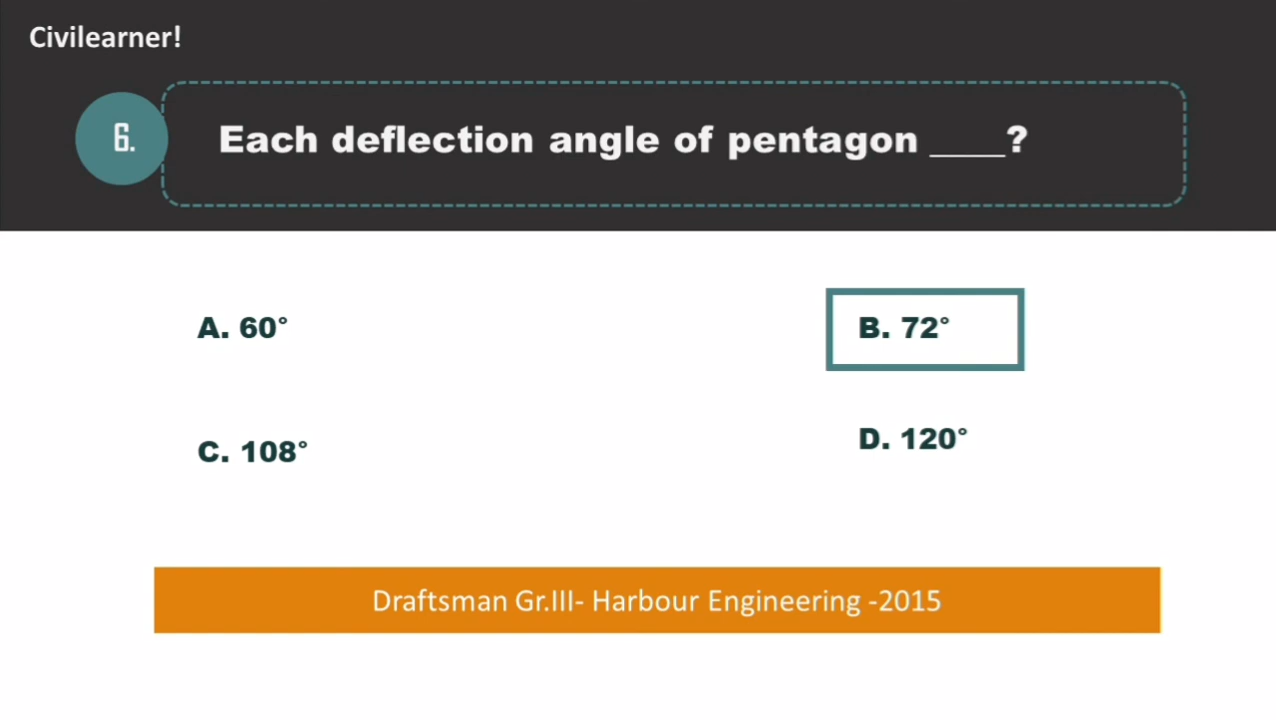 Civilearner!
6.
Each deflection angle of pentagon ____?
A. 60°
B. 72°
C. 108°
D. 120°
Draftsman Gr.III- Harbour Engineering -2015